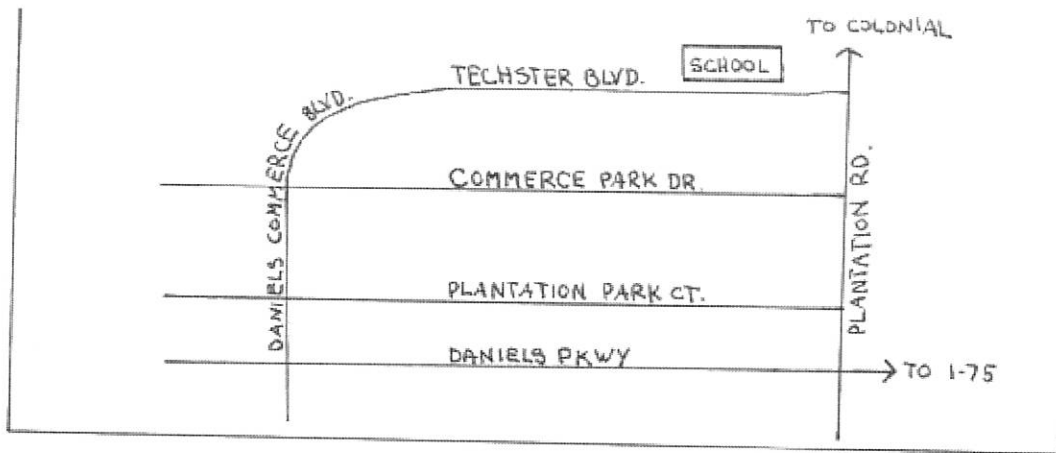 TO COLONIAL
SCHOOL
TECHSTER BLVD.
DANIELS COMMERCE BLVD.
COMMERCE PARK DR.
PLANTATION RD.
PLANTATION PARK CT.
DANIELS PKWY
TO I-75